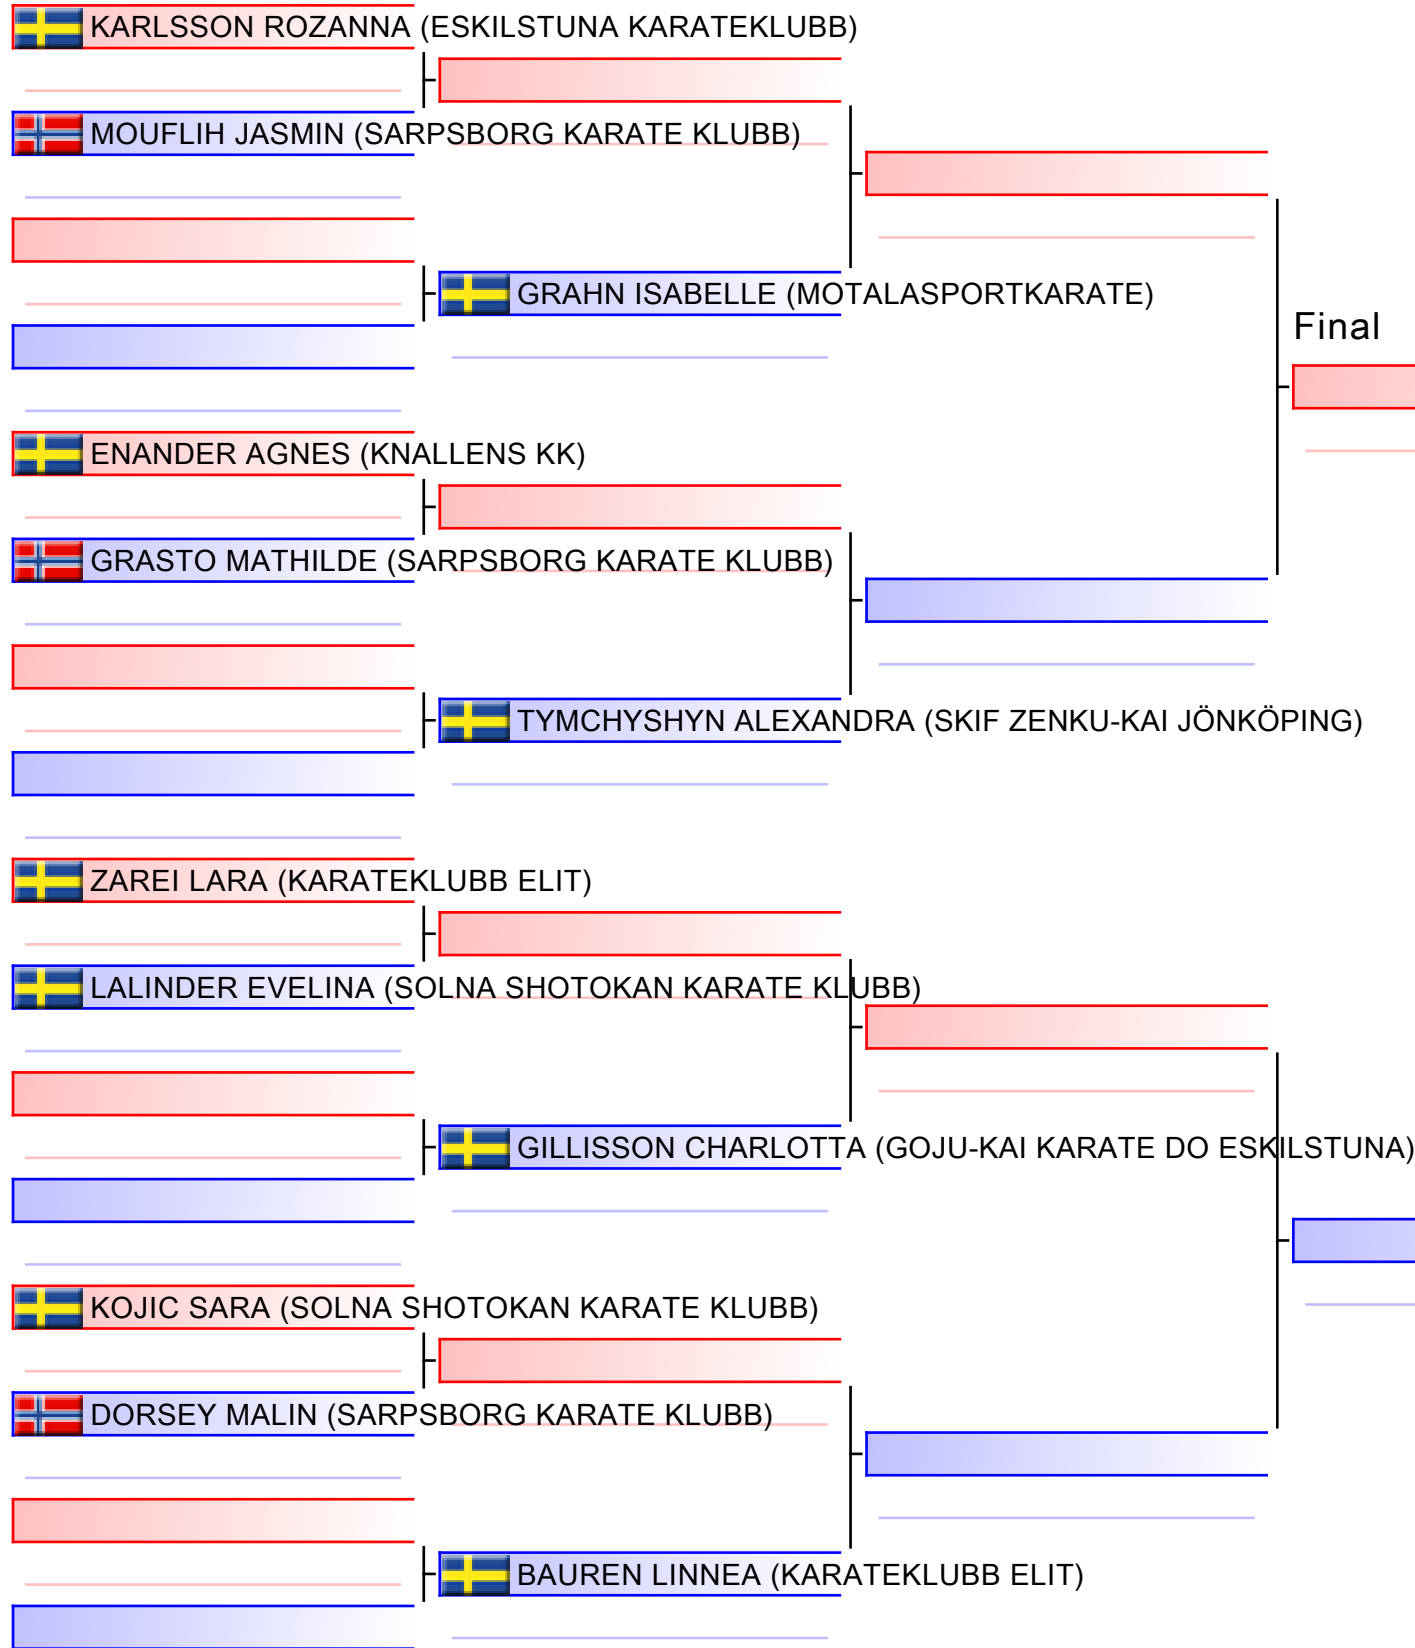 KARLSSON ROZANNA (ESKILSTUNA KARATEKLUBB)
MOUFLIH JASMIN (SARPSBORG KARATE KLUBB)
GRAHN ISABELLE (MOTALASPORTKARATE)
Final
ENANDER AGNES (KNALLENS KK)
GRASTO MATHILDE (SARPSBORG KARATE KLUBB)
TYMCHYSHYN ALEXANDRA (SKIF ZENKU-KAI JÖNKÖPING)
ZAREI LARA (KARATEKLUBB ELIT)
LALINDER EVELINA (SOLNA SHOTOKAN KARATE KLUBB)
GILLISSON CHARLOTTA (GOJU-KAI KARATE DO ESKILSTUNA)
KOJIC SARA (SOLNA SHOTOKAN KARATE KLUBB)
DORSEY MALIN (SARPSBORG KARATE KLUBB)
BAUREN LINNEA (KARATEKLUBB ELIT)